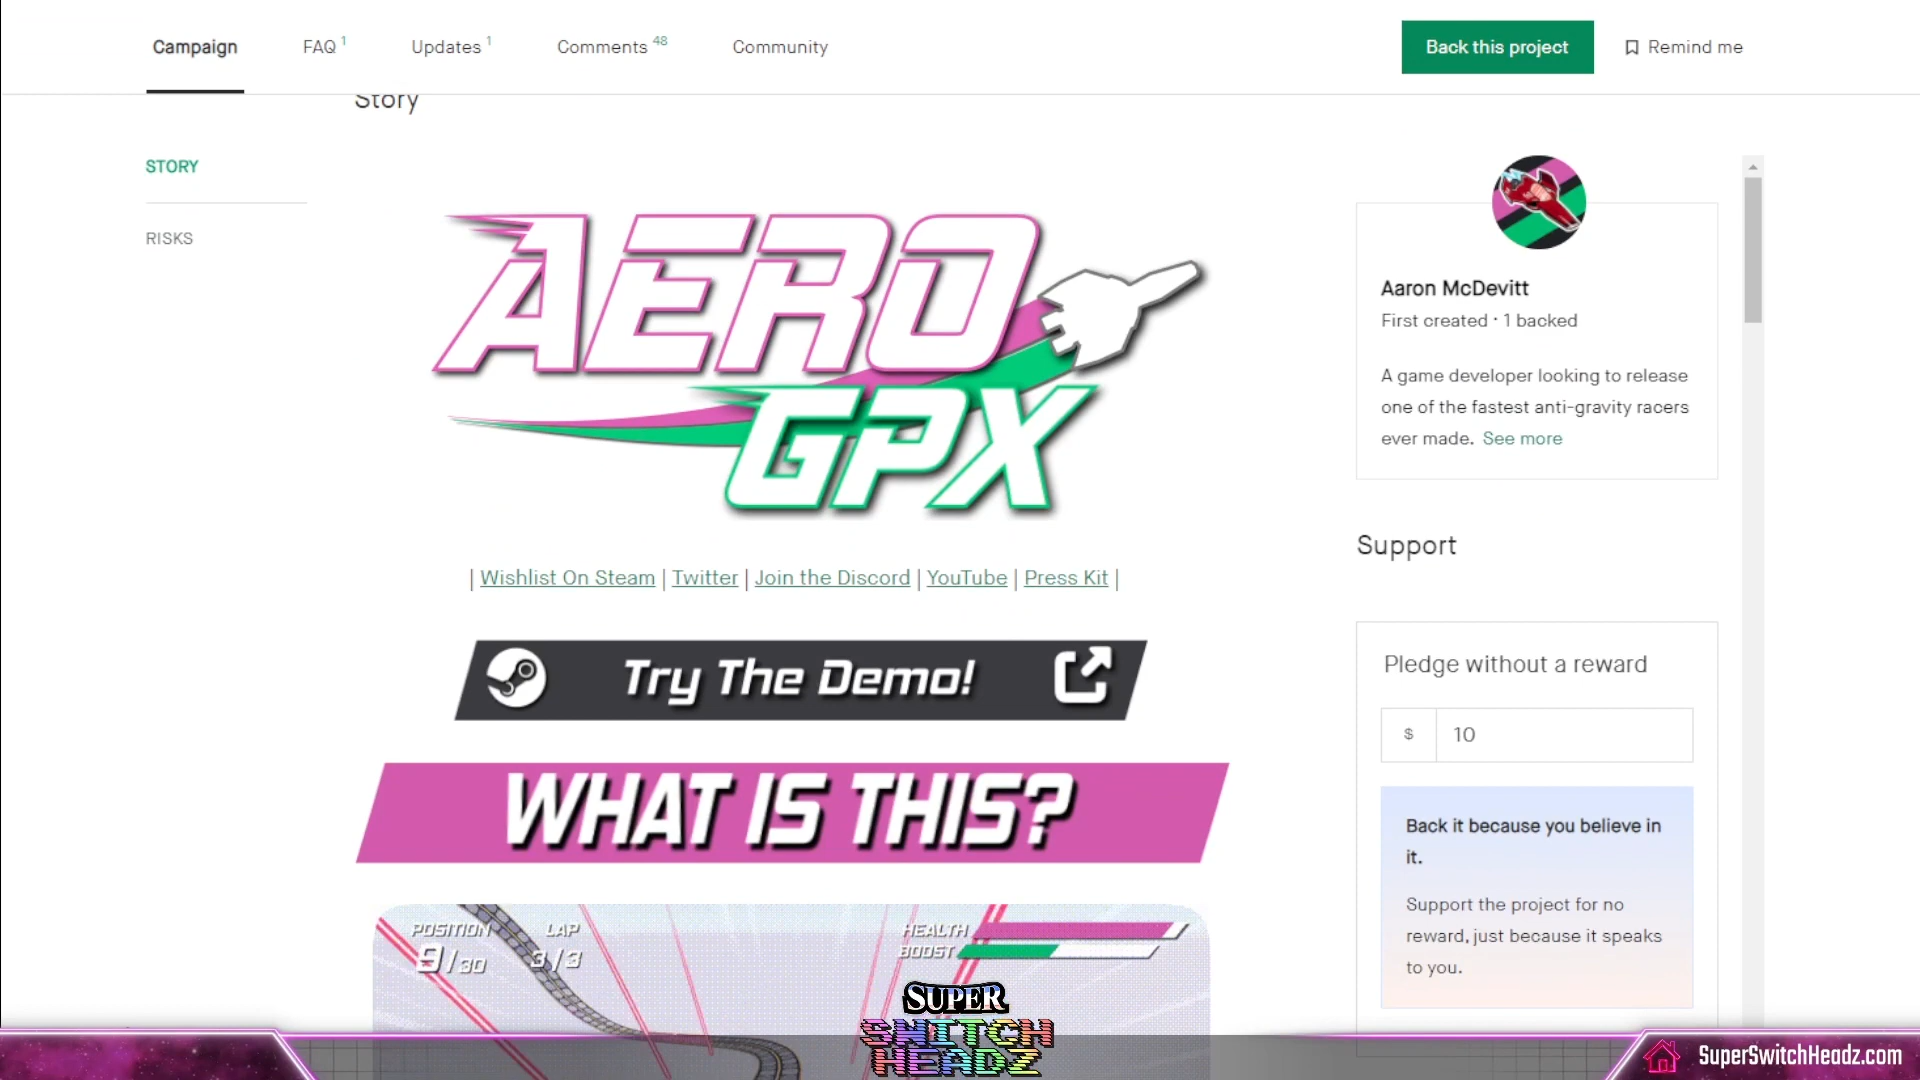 Campaign
FAQ 1
Updates 1
Comments 48
Community
Back this project
Remind me
Story
STORY
RISKS
AERO
GPX
| Wishlist On Steam | Twitter | Join the Discord | YouTube | Press Kit |
Try The Demo!
WHAT IS THIS?
POSITION
9/30
LAP
3/3
HEALTH
BOOST
Aaron McDevitt
First created · 1 backed
A game developer looking to release
one of the fastest anti-gravity racers
ever made. See more
Support
Pledge without a reward
$ 10
Back it because you believe in
it.
Support the project for no
reward, just because it speaks
to you.
SUPER
SWITCH
HEADZ
SuperSwitchHeadz.com